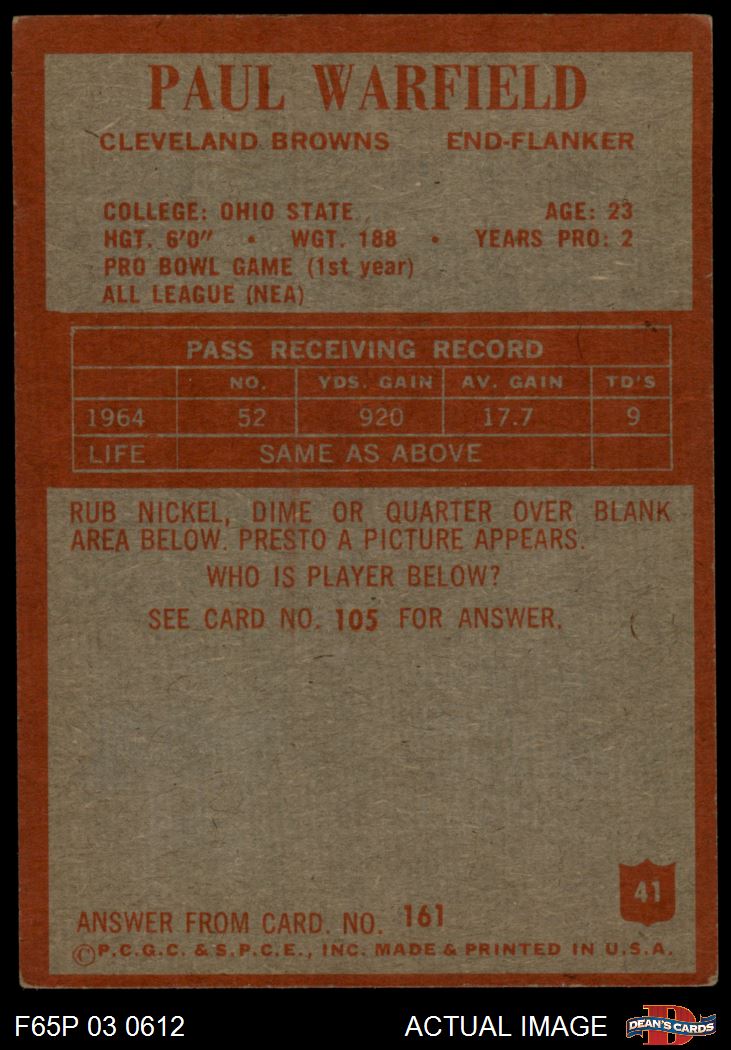 PAUL WARFIELD
CLEVELAND BROWNS END-FLANKER
COLLEGE: OHIO STATE AGE: 23
HGT. 6'0" • WGT. 188 • YEARS PRO: 2
PRO BOWL GAME (1st year)
ALL LEAGUE (NEA)
PASS RECEIVING RECORD
NO. YDS. GAIN AV. GAIN TD'S
1964 52 920 17.7 9
LIFE SAME AS ABOVE
RUB NICKEL, DIME OR QUARTER OVER BLANK
AREA BELOW. PRESTO A PICTURE APPEARS.
WHO IS PLAYER BELOW?
SEE CARD NO. 105 FOR ANSWER.
41
ANSWER FROM CARD. NO. 161
©P.C.G.C. & S.P.C.E., INC. MADE & PRINTED IN U.S.A.
F65P 03 0612 ACTUAL IMAGE D DEAN'S CARDS